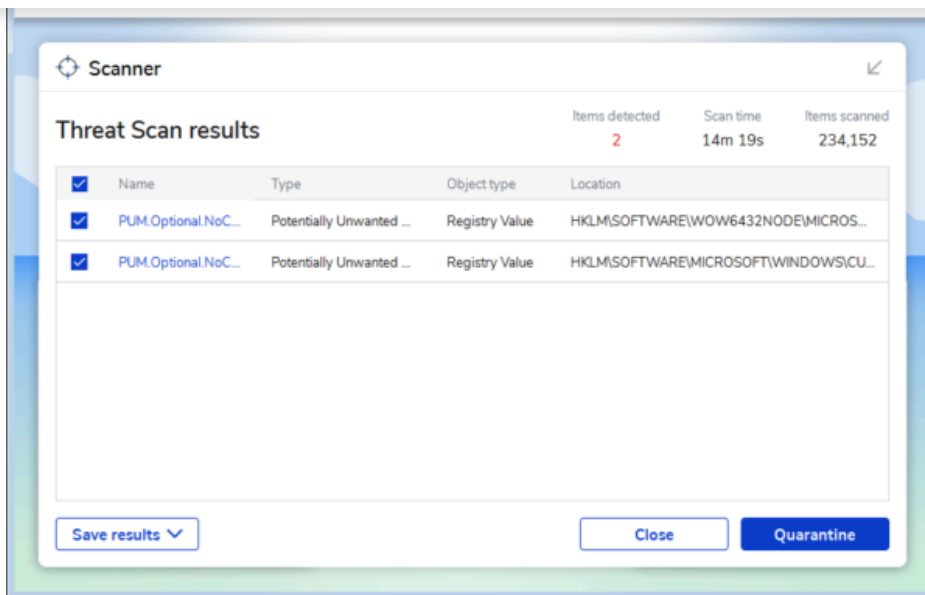 Scanner
Threat Scan results
Items detected
2
Scan time
14m 19s
Items scanned
234,152
Name Type Object type Location
PUM.Optional.NoC... Potentially Unwanted ... Registry Value HKLM\SOFTWARE\WOW6432NODE\MICROS...
PUM.Optional.NoC... Potentially Unwanted ... Registry Value HKLM\SOFTWARE\MICROSOFT\WINDOWS\CU...
Save results Close Quarantine